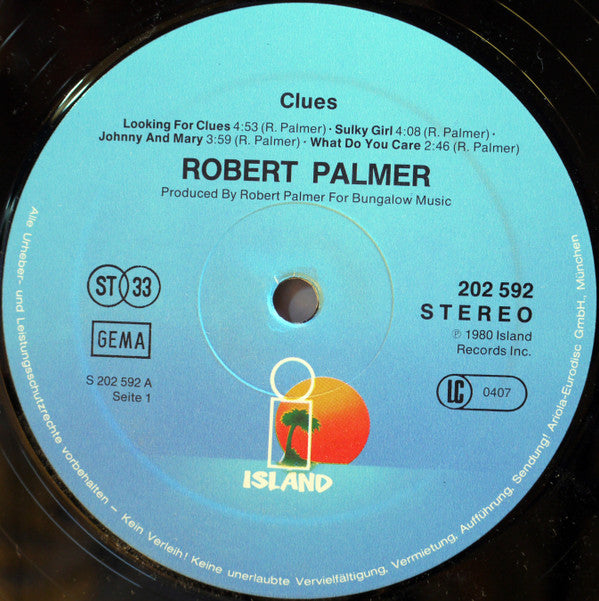 Clues
Looking For Clues 4:53 (R. Palmer) · Sulky Girl 4:08 (R. Palmer) ·
Johnny And Mary 3:59 (R. Palmer) · What Do You Care 2:46 (R. Palmer)
ROBERT PALMER
Produced By Robert Palmer For Bungalow Music
ST 33
GEMA
S 202 592 A
Seite 1
202 592
STEREO
℗ 1980 Island
Records Inc.
LC 0407
i
ISLAND
Alle Urheber- und Leistungsschutzrechte vorbehalten – Kein Verleih! Keine unerlaubte Vervielfältigung, Vermietung, Aufführung, Sendung! Ariola-Eurodisc GmbH., München